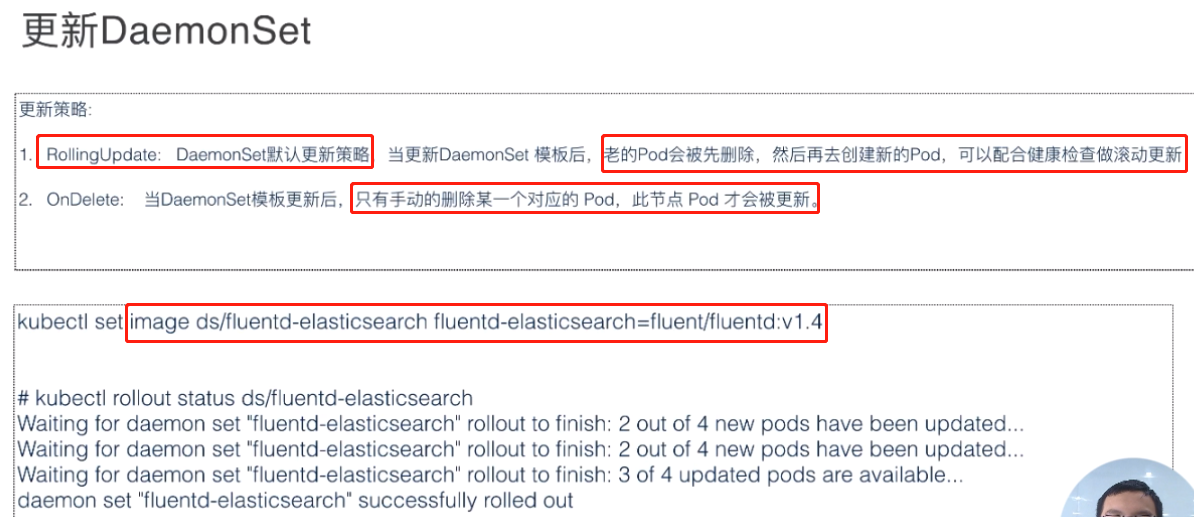 更新DaemonSet
更新策略:
1. RollingUpdate: DaemonSet默认更新策略 当更新DaemonSet 模板后，老的Pod会被先删除，然后再去创建新的Pod，可以配合健康检查做滚动更新
2. OnDelete: 当DaemonSet模板更新后，只有手动的删除某一个对应的 Pod，此节点 Pod 才会被更新。
kubectl set image ds/fluentd-elasticsearch fluentd-elasticsearch=fluent/fluentd:v1.4
# kubectl rollout status ds/fluentd-elasticsearch
Waiting for daemon set "fluentd-elasticsearch" rollout to finish: 2 out of 4 new pods have been updated...
Waiting for daemon set "fluentd-elasticsearch" rollout to finish: 2 out of 4 new pods have been updated...
Waiting for daemon set "fluentd-elasticsearch" rollout to finish: 3 of 4 updated pods are available...
daemon set "fluentd-elasticsearch" successfully rolled out